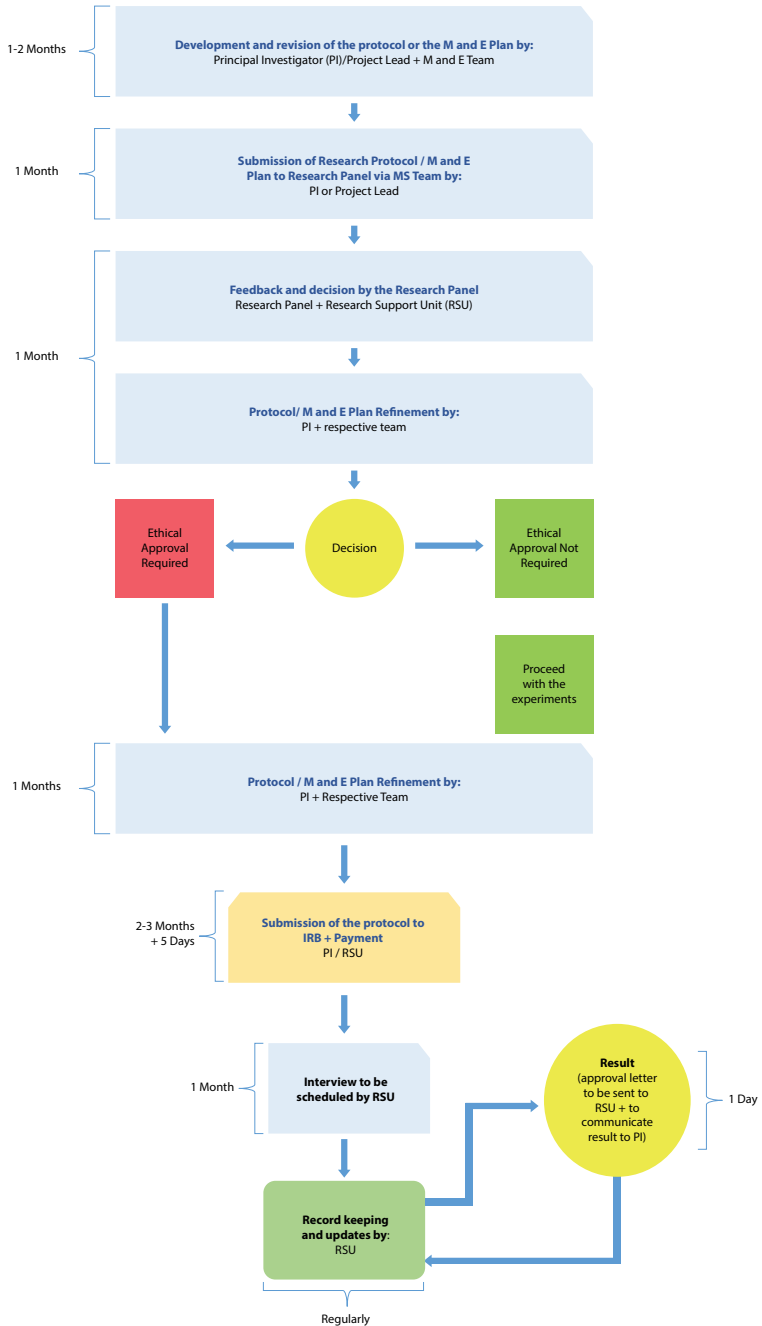 1-2 Months
Development and revision of the protocol or the M and E Plan by:
Principal Investigator (PI)/Project Lead + M and E Team
1 Month
Submission of Research Protocol / M and E
Plan to Research Panel via MS Team by:
PI or Project Lead
1 Month
Feedback and decision by the Research Panel
Research Panel + Research Support Unit (RSU)
Protocol/ M and E Plan Refinement by:
PI + respective team
Ethical
Approval
Required
Decision
Ethical
Approval Not
Required
Proceed
with the
experiments
1 Months
Protocol / M and E Plan Refinement by:
PI + Respective Team
2-3 Months
+ 5 Days
Submission of the protocol to
IRB + Payment
PI / RSU
1 Month
Interview to be
scheduled by RSU
Result
(approval letter
to be sent to
RSU + to
communicate
result to PI)
1 Day
Record keeping
and updates by:
RSU
Regularly